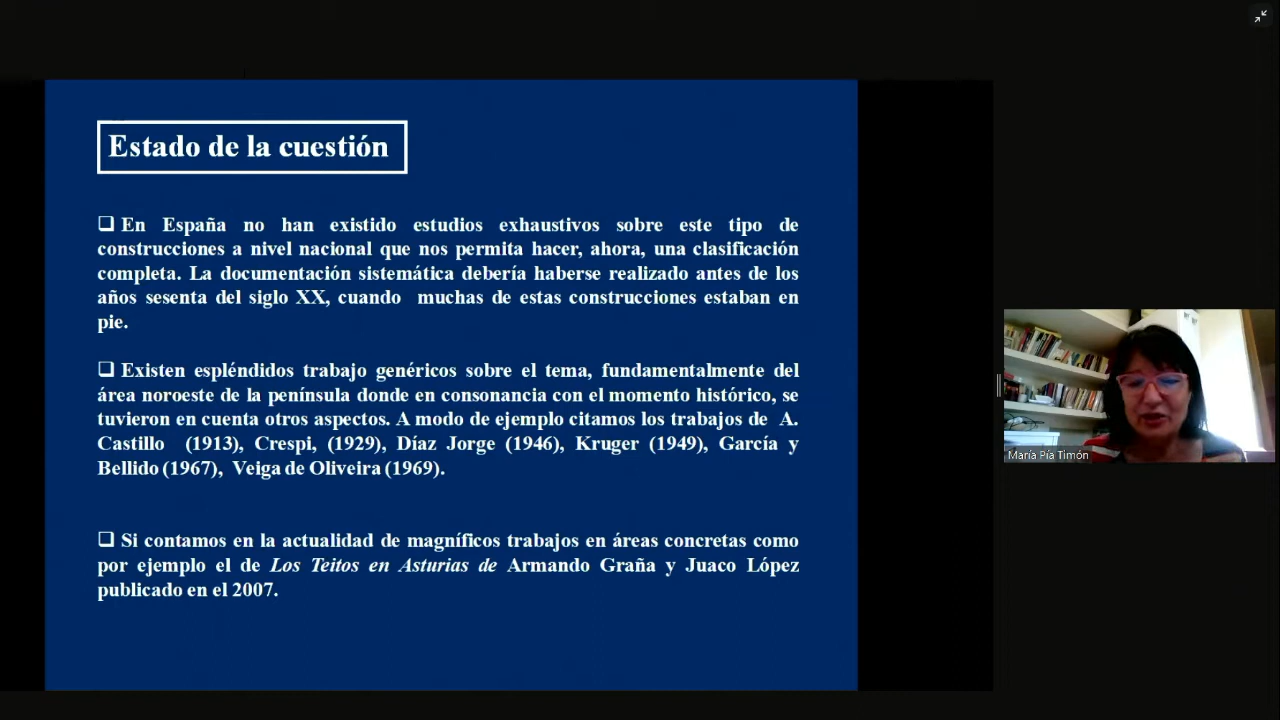 Estado de la cuestión
❑ En España no han existido estudios exhaustivos sobre este tipo de
construcciones a nivel nacional que nos permita hacer, ahora, una clasificación
completa. La documentación sistemática debería haberse realizado antes de los
años sesenta del siglo XX, cuando muchas de estas construcciones estaban en
pie.
❑ Existen espléndidos trabajo genéricos sobre el tema, fundamentalmente del
área noroeste de la península donde en consonancia con el momento histórico, se
tuvieron en cuenta otros aspectos. A modo de ejemplo citamos los trabajos de A.
Castillo (1913), Crespi, (1929), Díaz Jorge (1946), Kruger (1949), García y
Bellido (1967), Veiga de Oliveira (1969).
❑ Si contamos en la actualidad de magníficos trabajos en áreas concretas como
por ejemplo el de Los Teitos en Asturias de Armando Graña y Juaco López
publicado en el 2007.
María Pía Timón